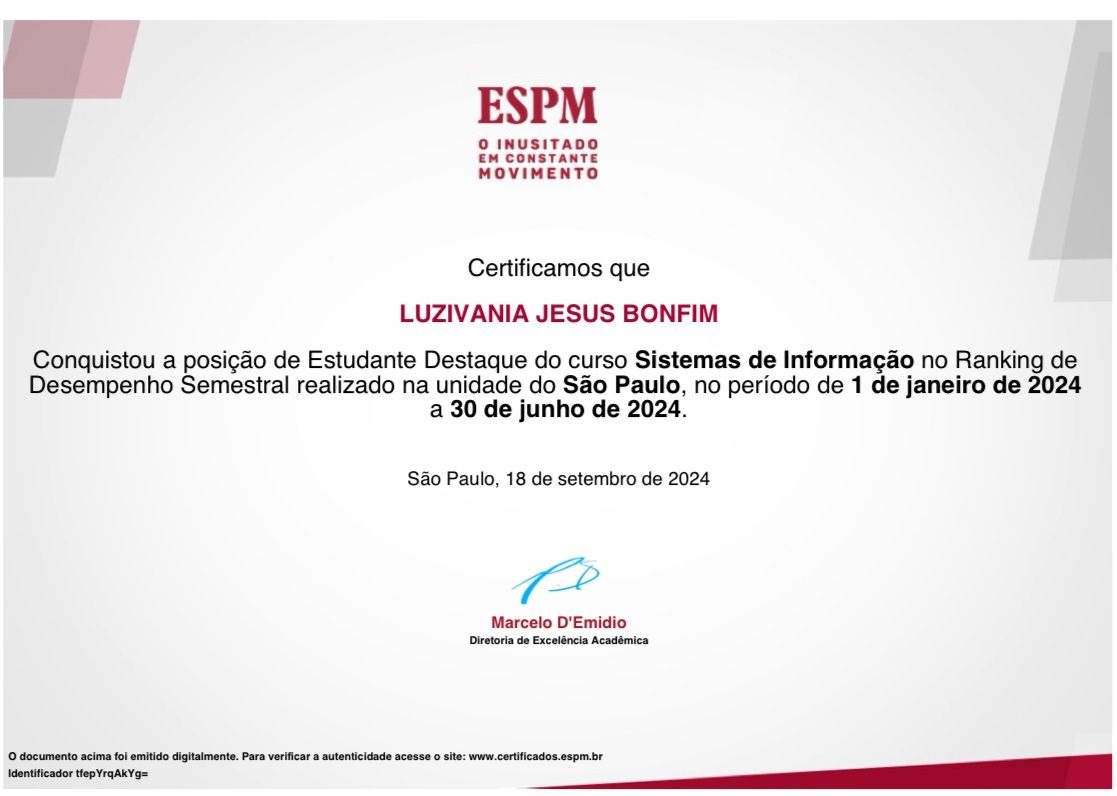 ESPM
O INUSITADO
EM CONSTANTE
MOVIMENTO
Certificamos que
LUZIVANIA JESUS BONFIM
Conquistou a posição de Estudante Destaque do curso Sistemas de Informação no Ranking de
Desempenho Semestral realizado na unidade do São Paulo, no período de 1 de janeiro de 2024
a 30 de junho de 2024.
São Paulo, 18 de setembro de 2024
Marcelo D'Emidio
Diretoria de Excelência Acadêmica
O documento acima foi emitido digitalmente. Para verificar a autenticidade acesse o site: www.certificados.espm.br
Identificador tfepYrqAkYg=